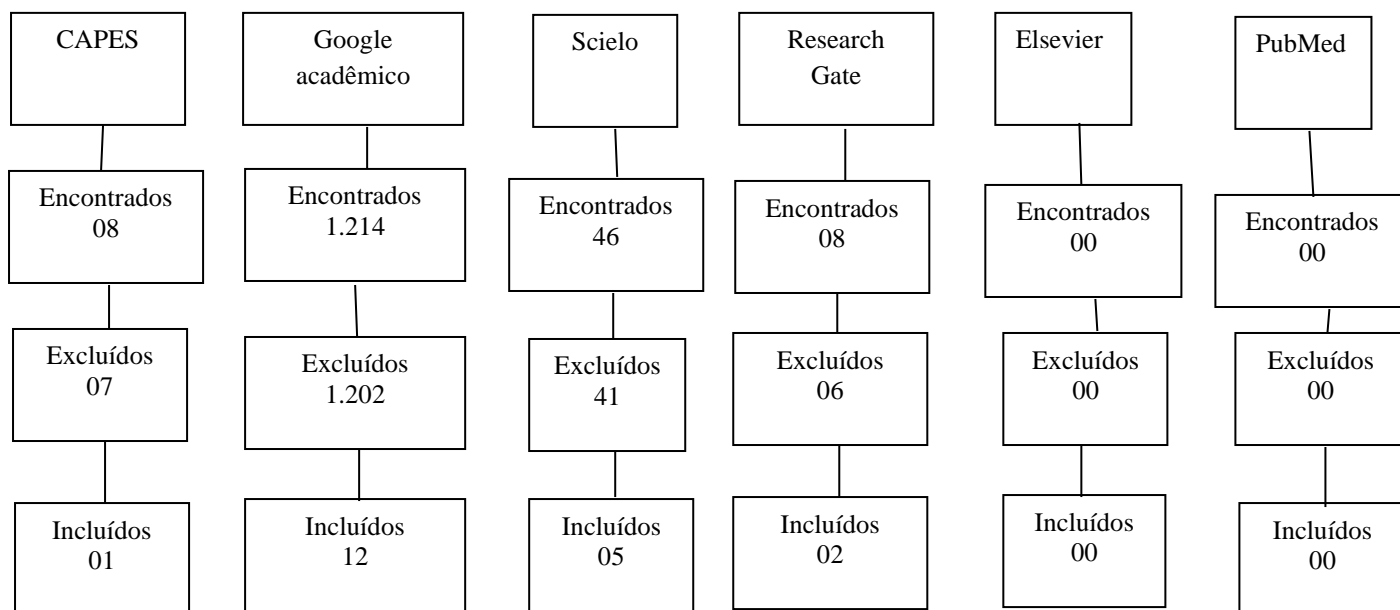 CAPES
Google
acadêmico
Scielo
Research
Gate
Elsevier
PubMed
Encontrados
08
Encontrados
1.214
Encontrados
46
Encontrados
08
Encontrados
00
Encontrados
00
Excluídos
07
Excluídos
1.202
Excluídos
41
Excluídos
06
Excluídos
00
Excluídos
00
Incluídos
01
Incluídos
12
Incluídos
05
Incluídos
02
Incluídos
00
Incluídos
00